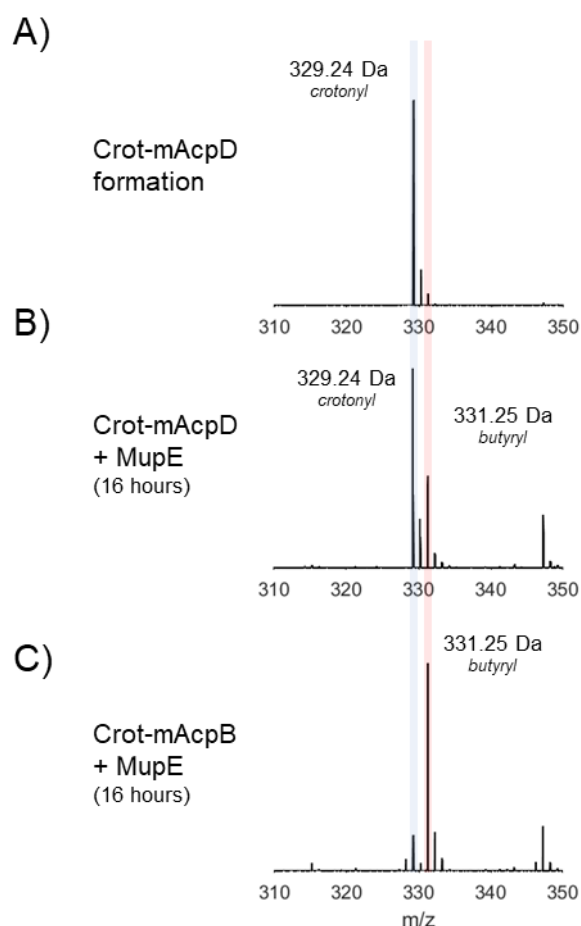 A)
329.24 Da
crotonyl
Crot-mAcpD
formation
310 320 330 340 350
B)
329.24 Da
crotonyl
331.25 Da
butyryl
Crot-mAcpD
+ MupE
(16 hours)
310 320 330 340 350
C)
331.25 Da
butyryl
Crot-mAcpB
+ MupE
(16 hours)
310 320 330 340 350
m/z